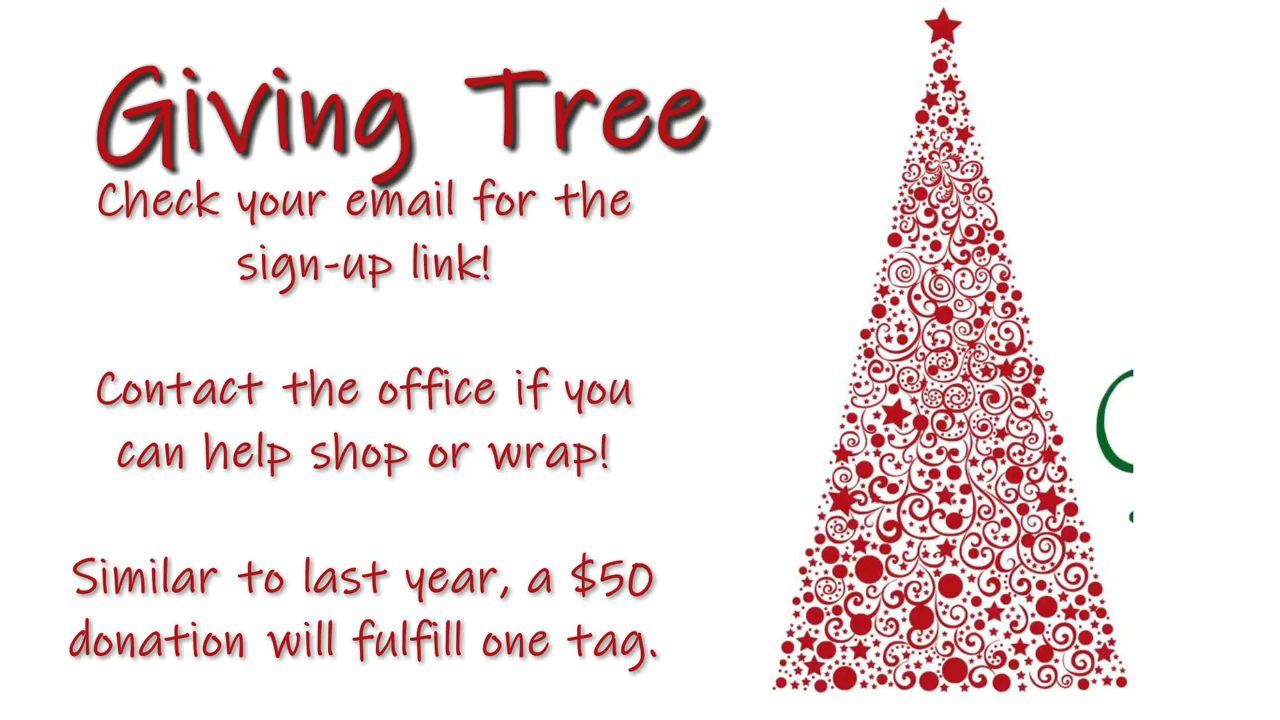 Giving Tree
Check your email for the
sign-up link!
Contact the office if you
can help shop or wrap!
Similar to last year, a $50
donation will fulfill one tag.